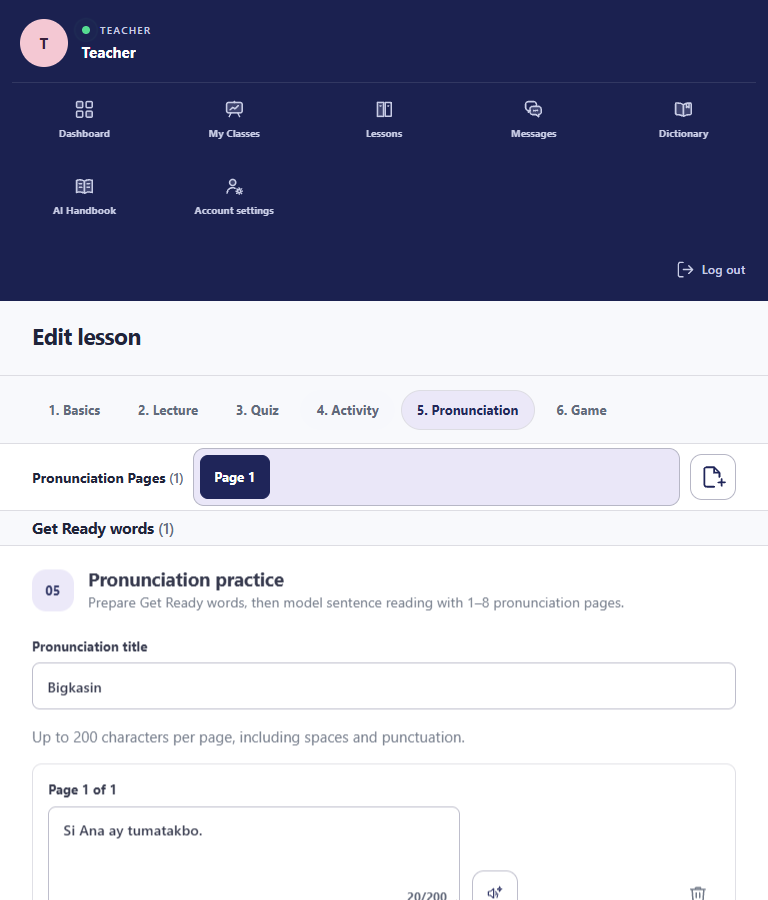 T
TEACHER
Teacher
Dashboard
My Classes
Lessons
Messages
Dictionary
AI Handbook
Account settings
Log out
Edit lesson
1. Basics
2. Lecture
3. Quiz
4. Activity
5. Pronunciation
6. Game
Pronunciation Pages (1)
Page 1
Get Ready words (1)
05
Pronunciation practice
Prepare Get Ready words, then model sentence reading with 1–8 pronunciation pages.
Pronunciation title
Bigkasin
Up to 200 characters per page, including spaces and punctuation.
Page 1 of 1
Si Ana ay tumatakbo.
20/200